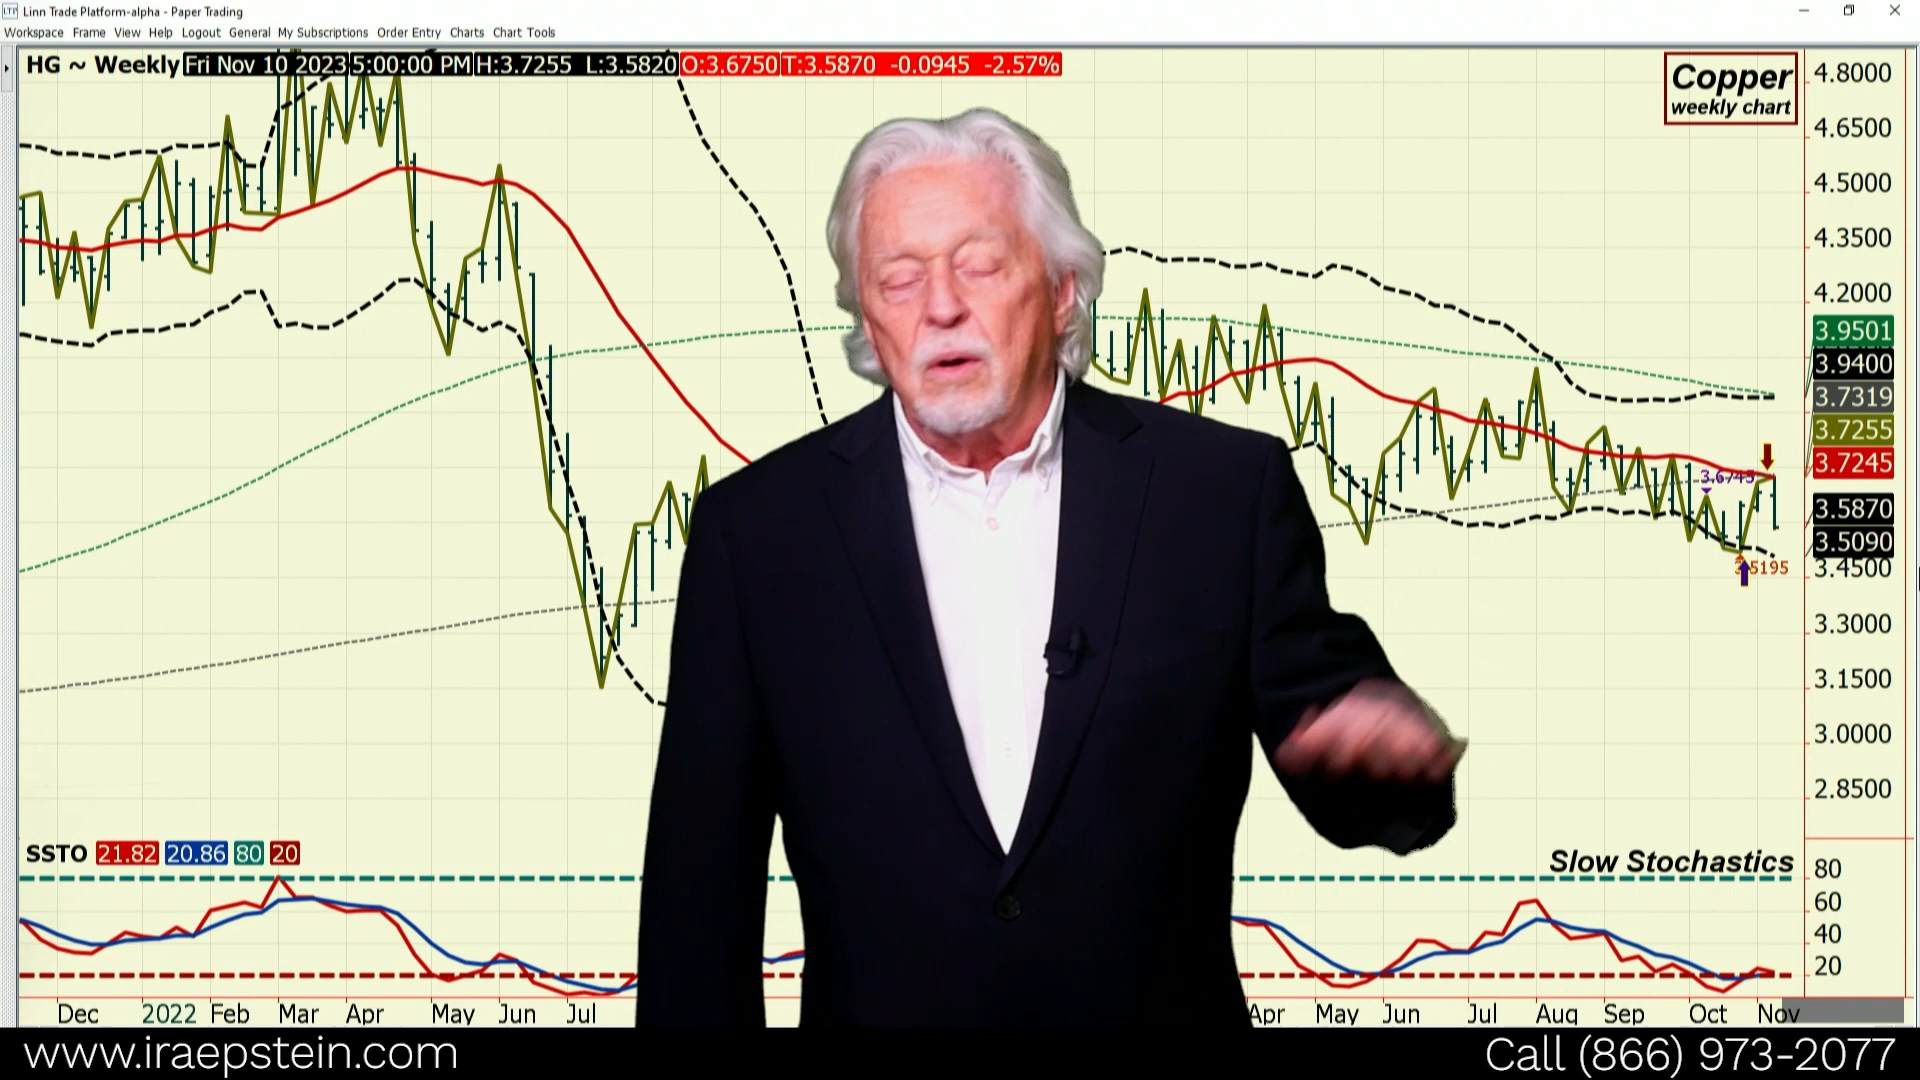 Linn Trade Platform-alpha - Paper Trading
Workspace Frame View Help Logout General My Subscriptions Order Entry Charts Chart Tools
HG ~ Weekly Fri Nov 10 2023 5:00:00 PM H:3.7255 L:3.5820 O:3.6750 T:3.5870 -0.0945 -2.57%
Copper
weekly chart
4.8000
4.6500
4.5000
4.3500
4.2000
3.9501
3.9400
3.7319
3.7255
3.7245
3.6745
3.5870
3.5090
3.5195
3.4500
3.3000
3.1500
3.0000
2.8500
SSTO 21.82 20.86 80 20
Slow Stochastics
80
60
40
20
Dec 2022 Feb Mar Apr May Jun Jul Apr May Jun Jul Aug Sep Oct Nov
www.iraepstein.com
Call (866) 973-2077